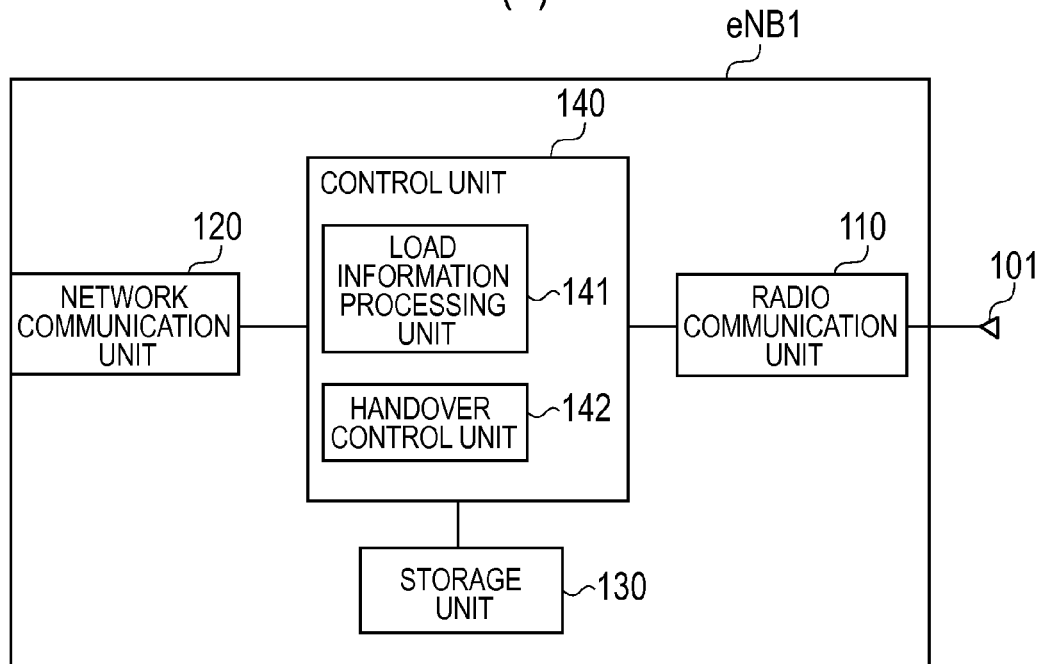 eNB1
140
CONTROL UNIT
120
110
101
LOAD
INFORMATION
PROCESSING
UNIT
141
NETWORK
COMMUNICATION
UNIT
RADIO
COMMUNICATION
UNIT
HANDOVER
CONTROL UNIT
142
STORAGE
UNIT
130